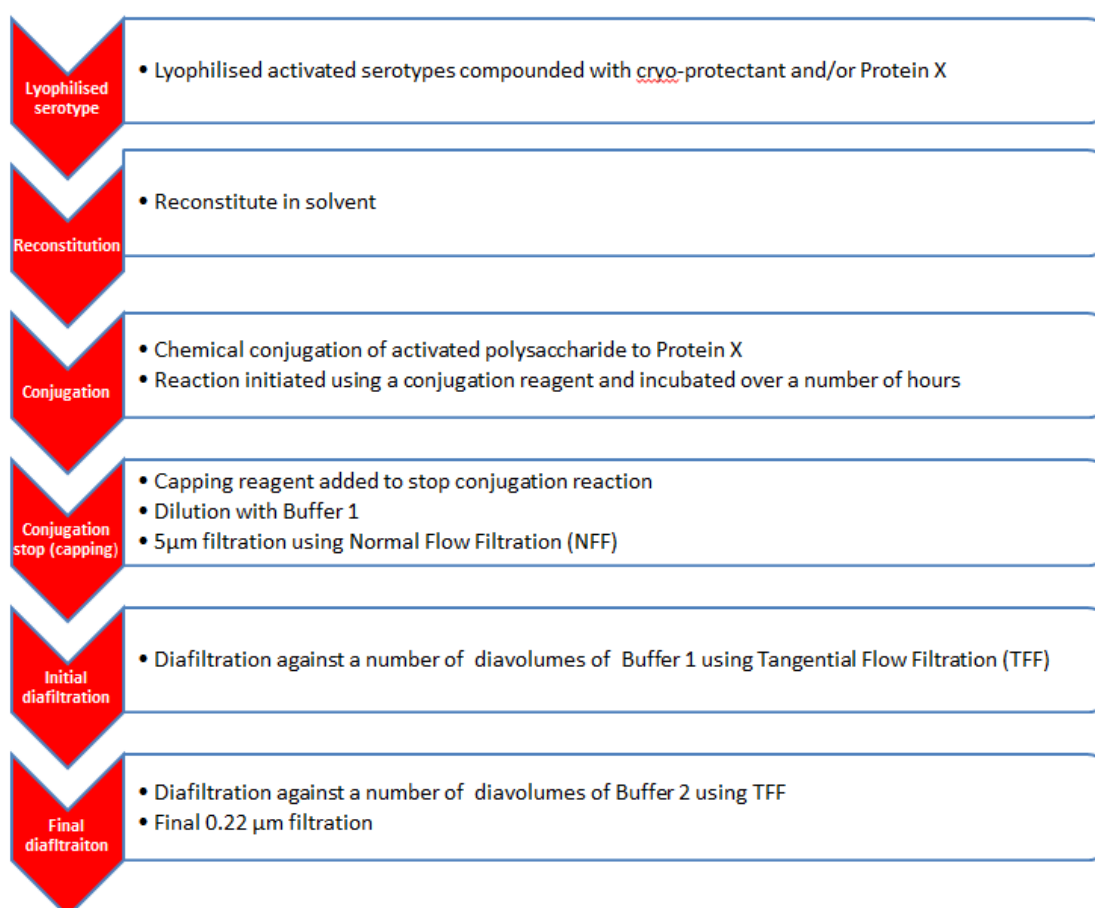 Lyophilised
serotype
• Lyophilised activated serotypes compounded with cryo-protectant and/or Protein X
Reconstitution
• Reconstitute in solvent
Conjugation
• Chemical conjugation of activated polysaccharide to Protein X
• Reaction initiated using a conjugation reagent and incubated over a number of hours
Conjugation
stop (capping)
• Capping reagent added to stop conjugation reaction
• Dilution with Buffer 1
• 5µm filtration using Normal Flow Filtration (NFF)
Initial
diafiltration
• Diafiltration against a number of diavolumes of Buffer 1 using Tangential Flow Filtration (TFF)
Final
diafltraiton
• Diafiltration against a number of diavolumes of Buffer 2 using TFF
• Final 0.22 µm filtration